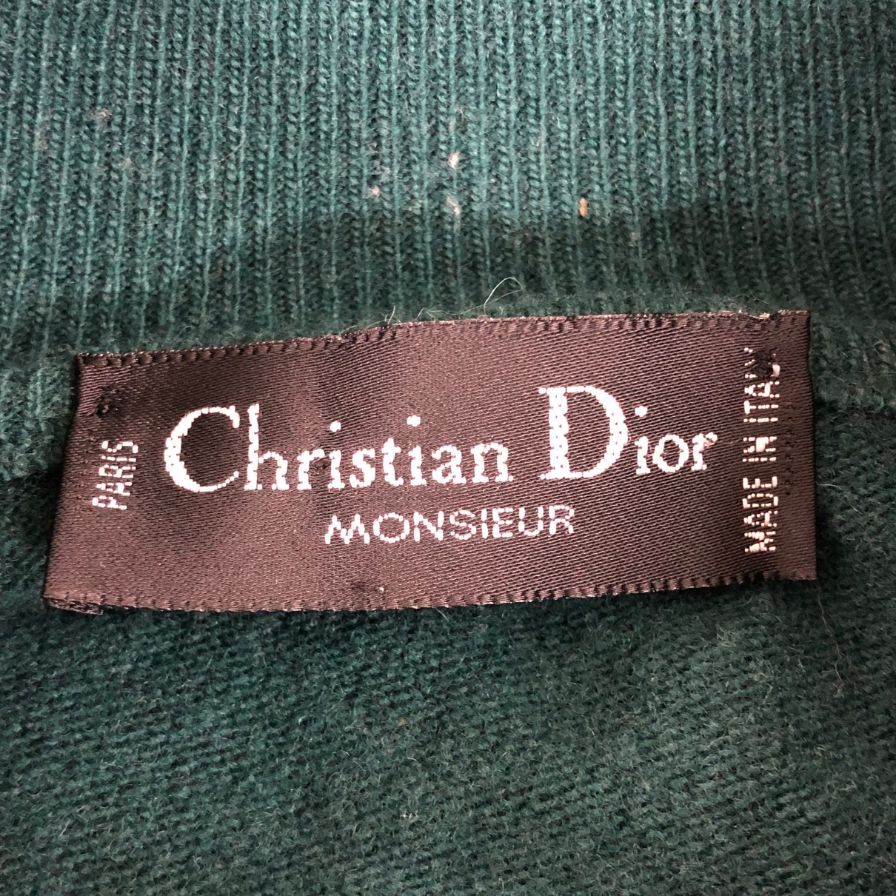 PARIS
Christian Dior
MONSIEUR
MADE IN ITALY